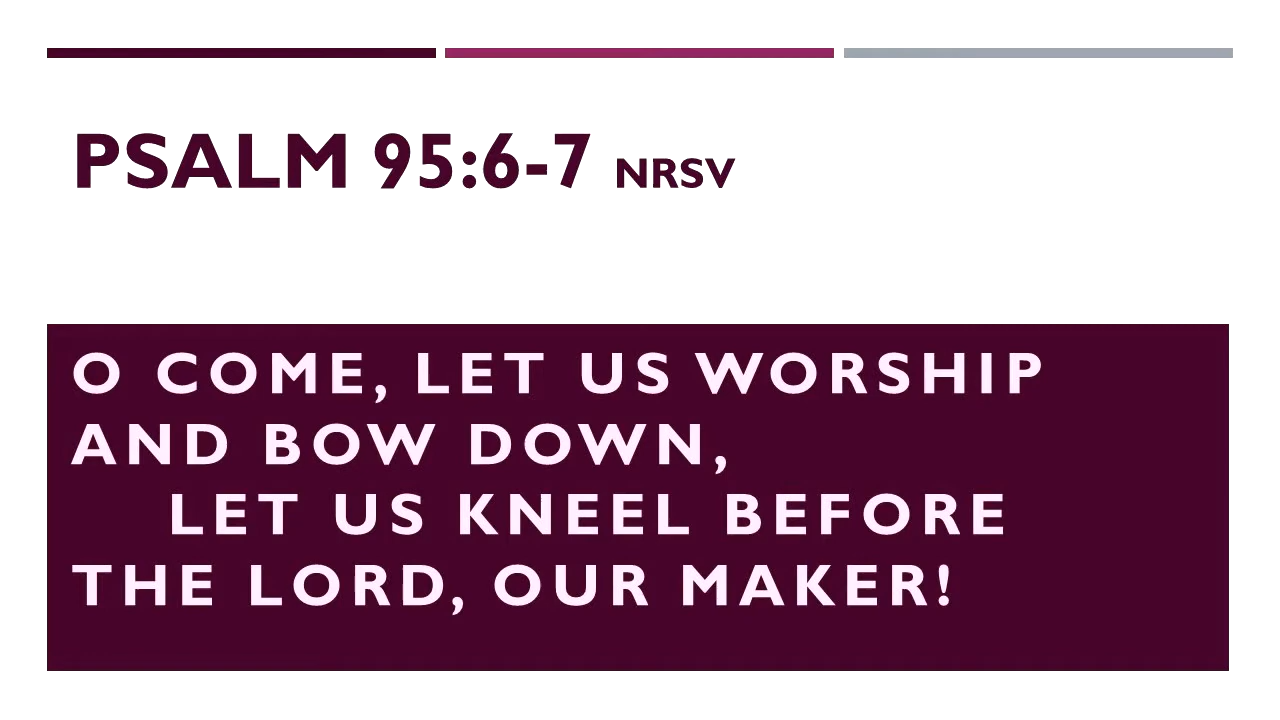 PSALM 95:6-7 NRSV
O COME, LET US WORSHIP
AND BOW DOWN,
LET US KNEEL BEFORE
THE LORD, OUR MAKER!